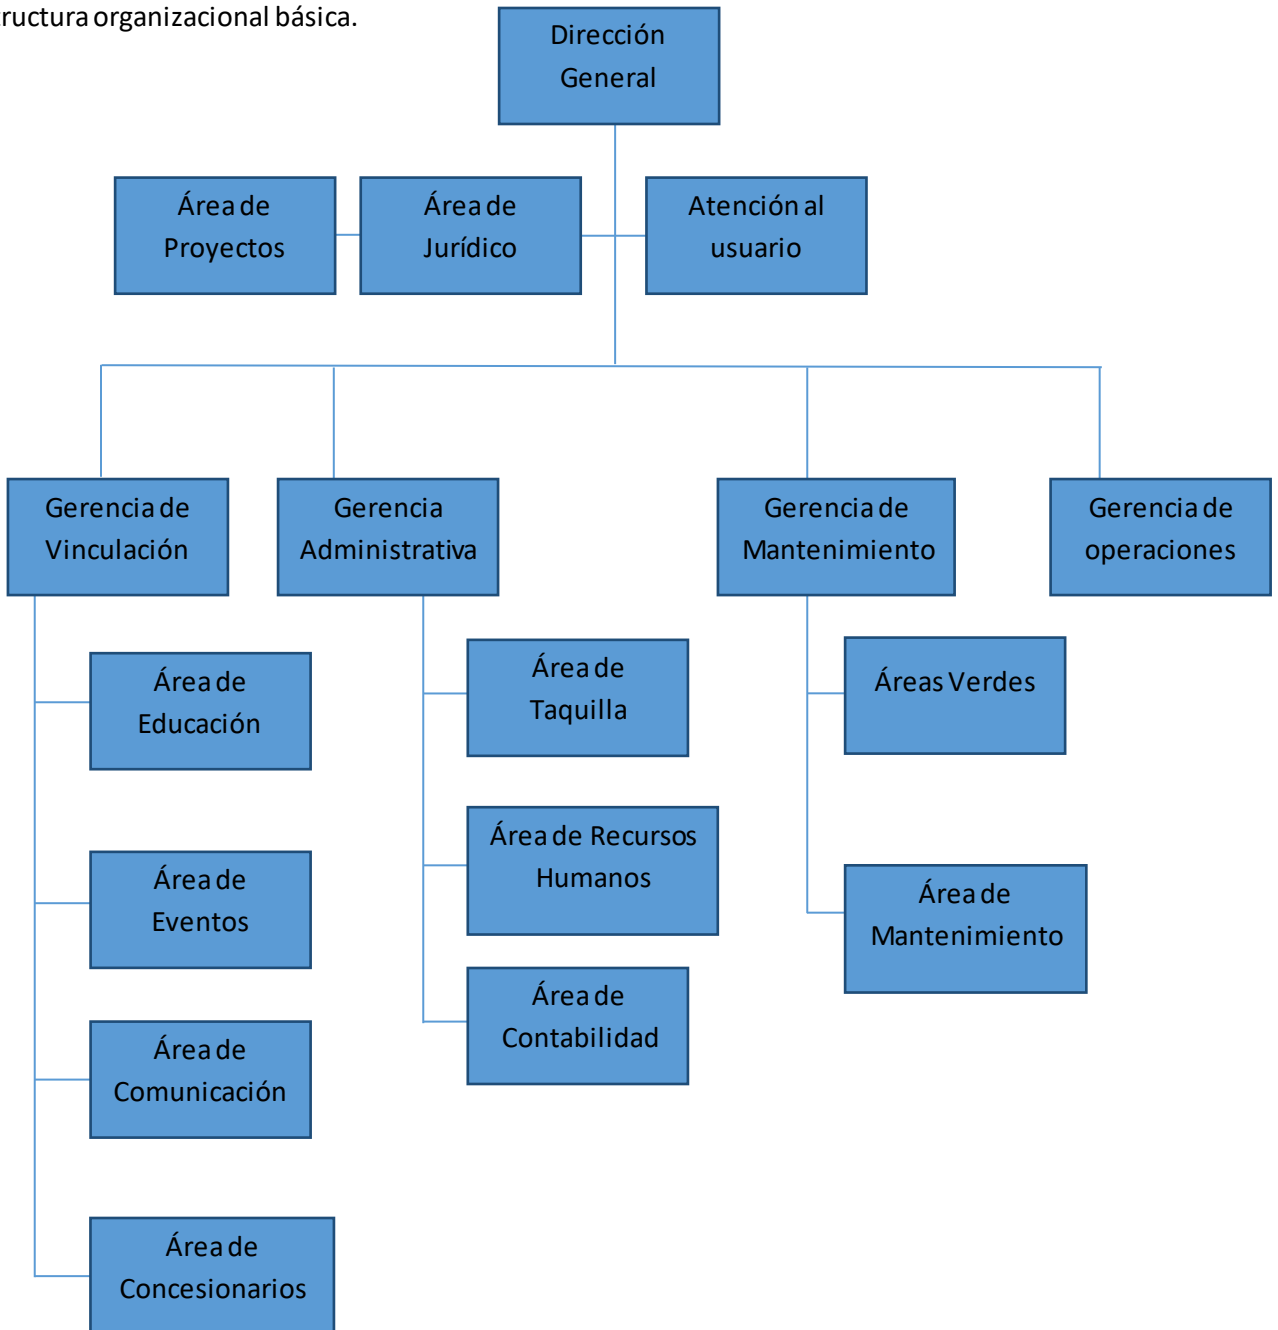 tructura organizacional básica.
Dirección
General
Área de
Proyectos
Área de
Jurídico
Atención al
usuario
Gerencia de
Vinculación
Gerencia
Administrativa
Gerencia de
Mantenimiento
Gerencia de
operaciones
Área de
Educación
Área de
Eventos
Área de
Comunicación
Área de
Concesionarios
Área de
Taquilla
Área de Recursos
Humanos
Área de
Contabilidad
Áreas Verdes
Área de
Mantenimiento